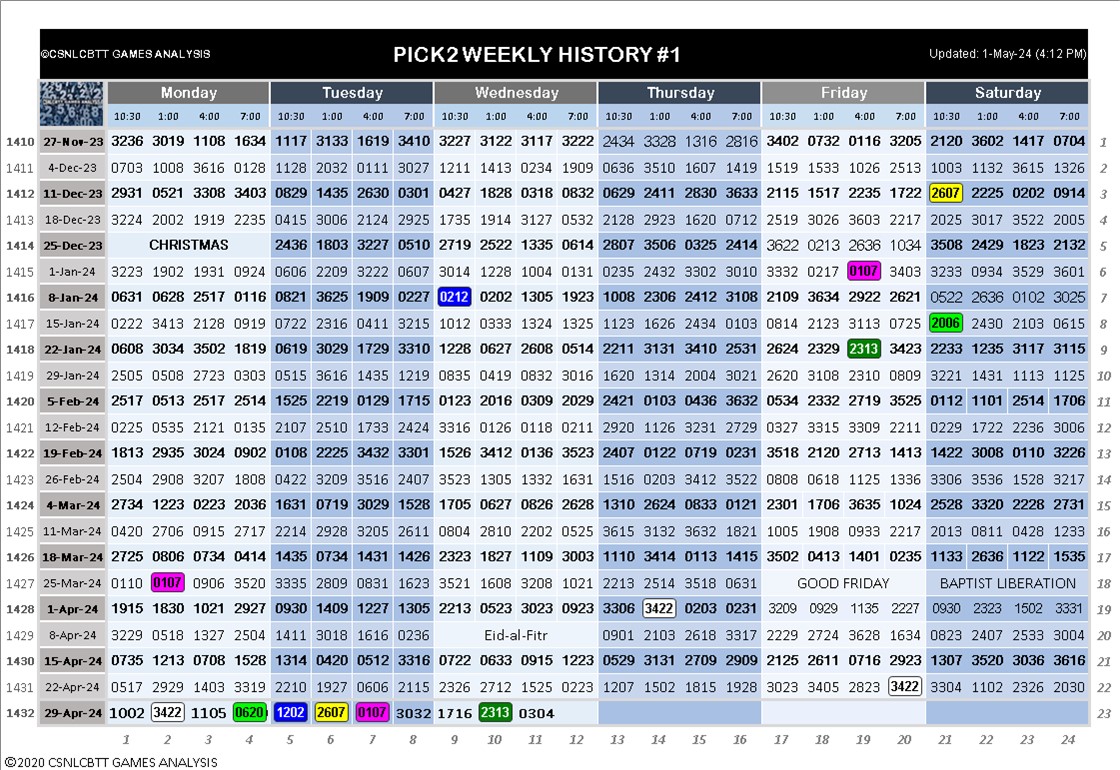 ©CSNLCBTT GAMES ANALYSIS PICK2 WEEKLY HISTORY #1 Updated: 1-May-24 (4:12 PM)
Monday Tuesday Wednesday Thursday Friday Saturday
10:30 1:00 4:00 7:00 10:30 1:00 4:00 7:00 10:30 1:00 4:00 7:00 10:30 1:00 4:00 7:00 10:30 1:00 4:00 7:00 10:30 1:00 4:00 7:00
1410 27-Nov-23 3236 3019 1108 1634 1117 3133 1619 3410 3227 3122 3117 3222 2434 3328 1316 2816 3402 0732 0116 3205 2120 3602 1417 0704 1
1411 4-Dec-23 0703 1008 3616 0128 1128 2032 0111 3027 1211 1413 0234 1909 0636 3510 1607 1419 1519 1533 1026 2513 1003 1132 3615 1326 2
1412 11-Dec-23 2931 0521 3308 3403 0829 1435 2630 0301 0427 1828 0318 0832 0629 2411 2830 3633 2115 1517 2235 1722 2607 2225 0202 0914 3
1413 18-Dec-23 3224 2002 1919 2235 0415 3006 2124 2925 1735 1914 3127 0532 2128 2923 1620 0712 2519 3026 3603 2217 2025 3017 3522 2005 4
1414 25-Dec-23 CHRISTMAS 2436 1803 3227 0510 2719 2522 1335 0614 2807 3506 0325 2414 3622 0213 2636 1034 3508 2429 1823 2132 5
1415 1-Jan-24 3223 1902 1931 0924 0606 2209 3222 0607 3014 1228 1004 0131 0235 2432 3302 3010 3332 0217 0107 3403 3233 0934 3529 3601 6
1416 8-Jan-24 0631 0628 2517 0116 0821 3625 1909 0227 0212 0202 1305 1923 1008 2306 2412 3108 2109 3634 2922 2621 0522 2636 0102 3025 7
1417 15-Jan-24 0222 3413 2128 0919 0722 2316 0411 3215 1012 0333 1324 1325 1123 1626 2434 0103 0814 2123 3113 0725 2006 2430 2103 0615 8
1418 22-Jan-24 0608 3034 3502 1819 0619 3029 1729 3310 1228 0627 2608 0514 2211 3131 3410 2531 2624 2329 2313 3423 2233 1235 3117 3115 9
1419 29-Jan-24 2505 0508 2723 0303 0515 3616 1435 1219 0835 0419 0832 3016 1620 1314 2004 3021 2620 3108 2310 0809 3221 1431 1113 1125 10
1420 5-Feb-24 2517 0513 2517 2514 1525 2219 0129 1715 0123 2016 0309 2029 2421 0103 0436 3632 0534 2332 2719 3525 0112 1101 2514 1706 11
1421 12-Feb-24 0225 0535 2121 0135 2107 2510 1733 2424 3316 0126 0118 0211 2920 1126 3231 2729 0327 3315 3309 2211 0229 1722 2236 3006 12
1422 19-Feb-24 1813 2935 3024 0902 0108 2225 3432 3301 1526 3412 0136 3523 2407 0122 0719 0231 3518 2120 2713 1413 1422 3008 0110 3226 13
1423 26-Feb-24 2504 2908 3207 1808 0422 3209 3516 2407 3523 1305 1332 1631 1516 0203 3412 3522 0808 0618 1125 1336 3306 3536 1528 3217 14
1424 4-Mar-24 2734 1223 0223 2036 1631 0719 3029 1528 1705 0627 0826 2628 1310 2624 0833 0121 2301 1706 3635 1024 2528 3320 2228 2731 15
1425 11-Mar-24 0420 2706 0915 2717 2214 2928 3205 2611 0804 2810 2202 0525 3615 3132 3632 1821 1005 1908 0933 2217 2013 0811 0428 1233 16
1426 18-Mar-24 2725 0806 0734 0414 1435 0734 1431 1426 2323 1827 1109 3003 1110 3414 0113 1415 3502 0413 1401 0235 1133 2636 1122 1535 17
1427 25-Mar-24 0110 0107 0906 3520 3335 2809 0831 1623 3521 1608 3208 1021 2213 2514 3518 0631 GOOD FRIDAY BAPTIST LIBERATION 18
1428 1-Apr-24 1915 1830 1021 2927 0930 1409 1227 1305 2213 0523 3023 0923 3306 3422 0203 0231 3209 0929 1135 2227 0930 2323 1502 3331 19
1429 8-Apr-24 3229 0518 1327 2504 1411 3018 1616 0236 Eid-al-Fitr 0901 2103 2618 3317 2229 2724 3628 1634 0823 2407 2533 3004 20
1430 15-Apr-24 0735 1213 0708 1528 1314 0420 0512 3316 0722 0633 0915 1223 0529 3131 2709 2909 2125 2611 0716 2923 1307 3520 3036 3616 21
1431 22-Apr-24 0517 2929 1403 3319 2210 1927 0606 2115 2326 2712 1525 0223 1207 1502 1815 1928 3023 3405 2823 3422 3304 1102 2326 2030 22
1432 29-Apr-24 1002 3422 1105 0620 1202 2607 0107 3032 1716 2313 0304 23
1 2 3 4 5 6 7 8 9 10 11 12 13 14 15 16 17 18 19 20 21 22 23 24
©2020 CSNLCBTT GAMES ANALYSIS